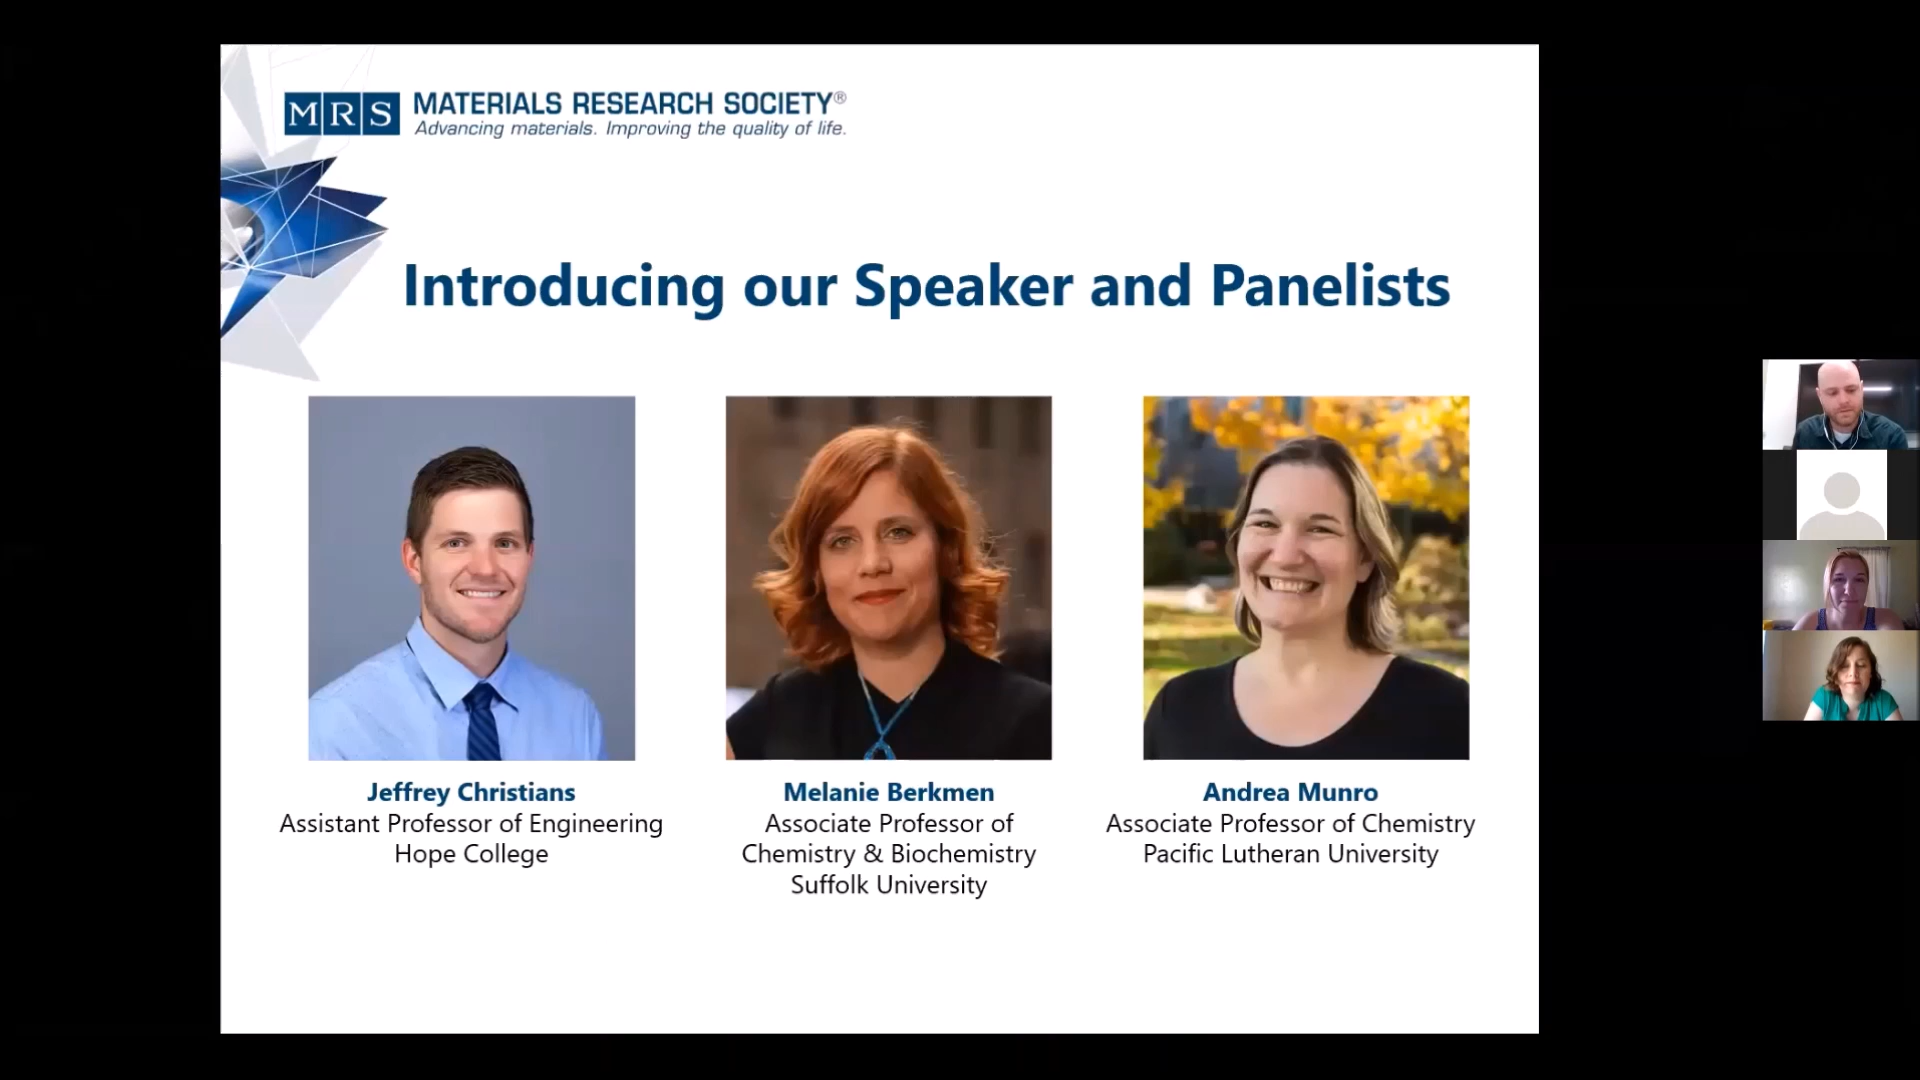 MRS MATERIALS RESEARCH SOCIETY®
Advancing materials. Improving the quality of life.
Introducing our Speaker and Panelists
Jeffrey Christians
Assistant Professor of Engineering
Hope College
Melanie Berkmen
Associate Professor of
Chemistry & Biochemistry
Suffolk University
Andrea Munro
Associate Professor of Chemistry
Pacific Lutheran University